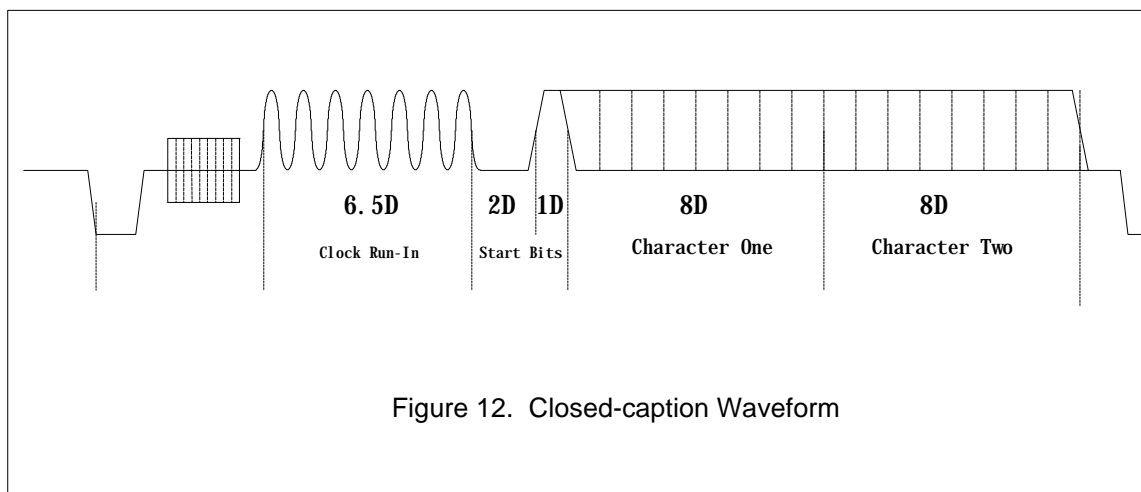 6.5D 2D 1D 8D 8D
Clock Run-In Start Bits Character One Character Two
Figure 12. Closed-caption Waveform